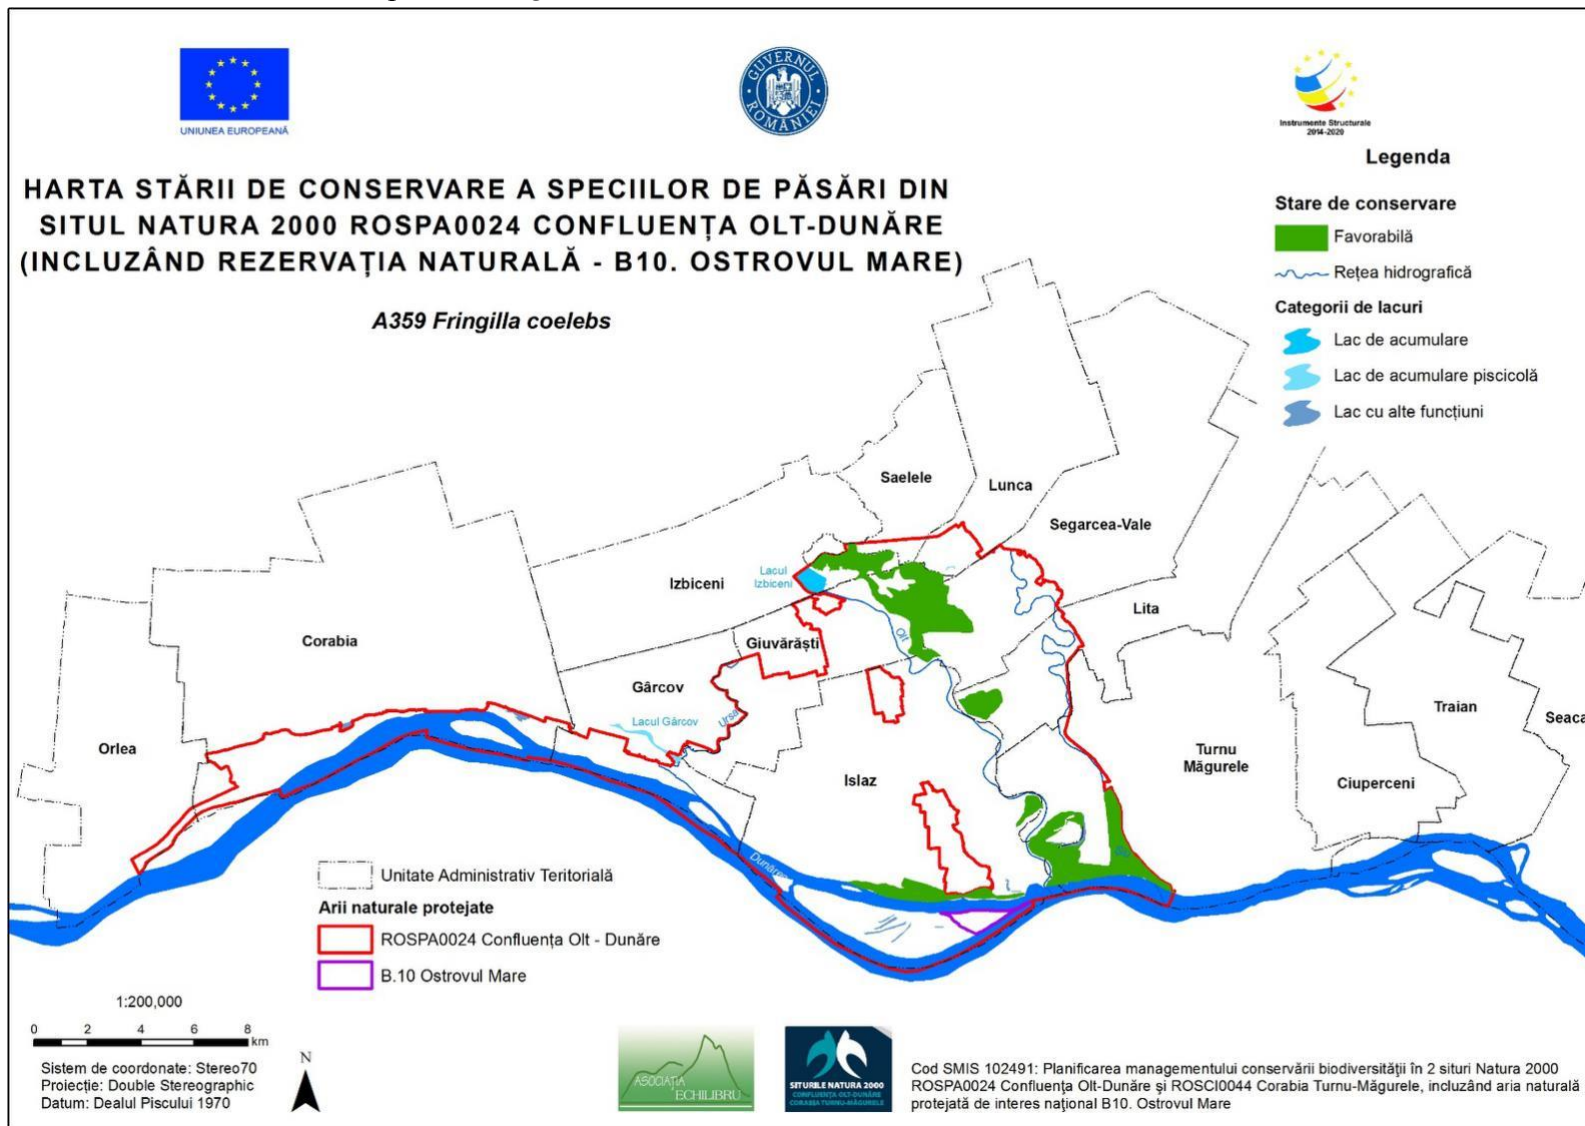 UNIUNEA EUROPEANĂ
GUVERNUL ROMÂNIEI
Instrumente Structurale
2014-2020
HARTA STĂRII DE CONSERVARE A SPECIILOR DE PĂSĂRI DIN
SITUL NATURA 2000 ROSPA0024 CONFLUENȚA OLT-DUNĂRE
(INCLUZÂND REZERVAȚIA NATURALĂ - B10. OSTROVUL MARE)
A359 Fringilla coelebs
Legenda
Stare de conservare
Favorabilă
Rețea hidrografică
Categorii de lacuri
Lac de acumulare
Lac de acumulare piscicolă
Lac cu alte funcțiuni
Saelele
Lunca
Segarcea-Vale
Izbiceni
Lacul
Izbiceni
Lita
Corabia
Giuvărăști
Olt
Gârcov
Lacul Gârcov
Ursa
Orlea
Islaz
Turnu
Măgurele
Traian
Seaca
Ciuperceni
Dunărea
Unitate Administrativ Teritorială
Arii naturale protejate
ROSPA0024 Confluența Olt - Dunăre
B.10 Ostrovul Mare
1:200,000
0 2 4 6 8
km
N
Sistem de coordonate: Stereo70
Proiecție: Double Stereographic
Datum: Dealul Piscului 1970
ASOCIAȚIA
ECHILIBRU
SITURILE NATURA 2000
CONFLUENȚA OLT-DUNĂRE
CORABIA TURNU-MĂGURELE
Cod SMIS 102491: Planificarea managementului conservării biodiversității în 2 situri Natura 2000
ROSPA0024 Confluența Olt-Dunăre și ROSCI0044 Corabia Turnu-Măgurele, incluzând aria naturală
protejată de interes național B10. Ostrovul Mare